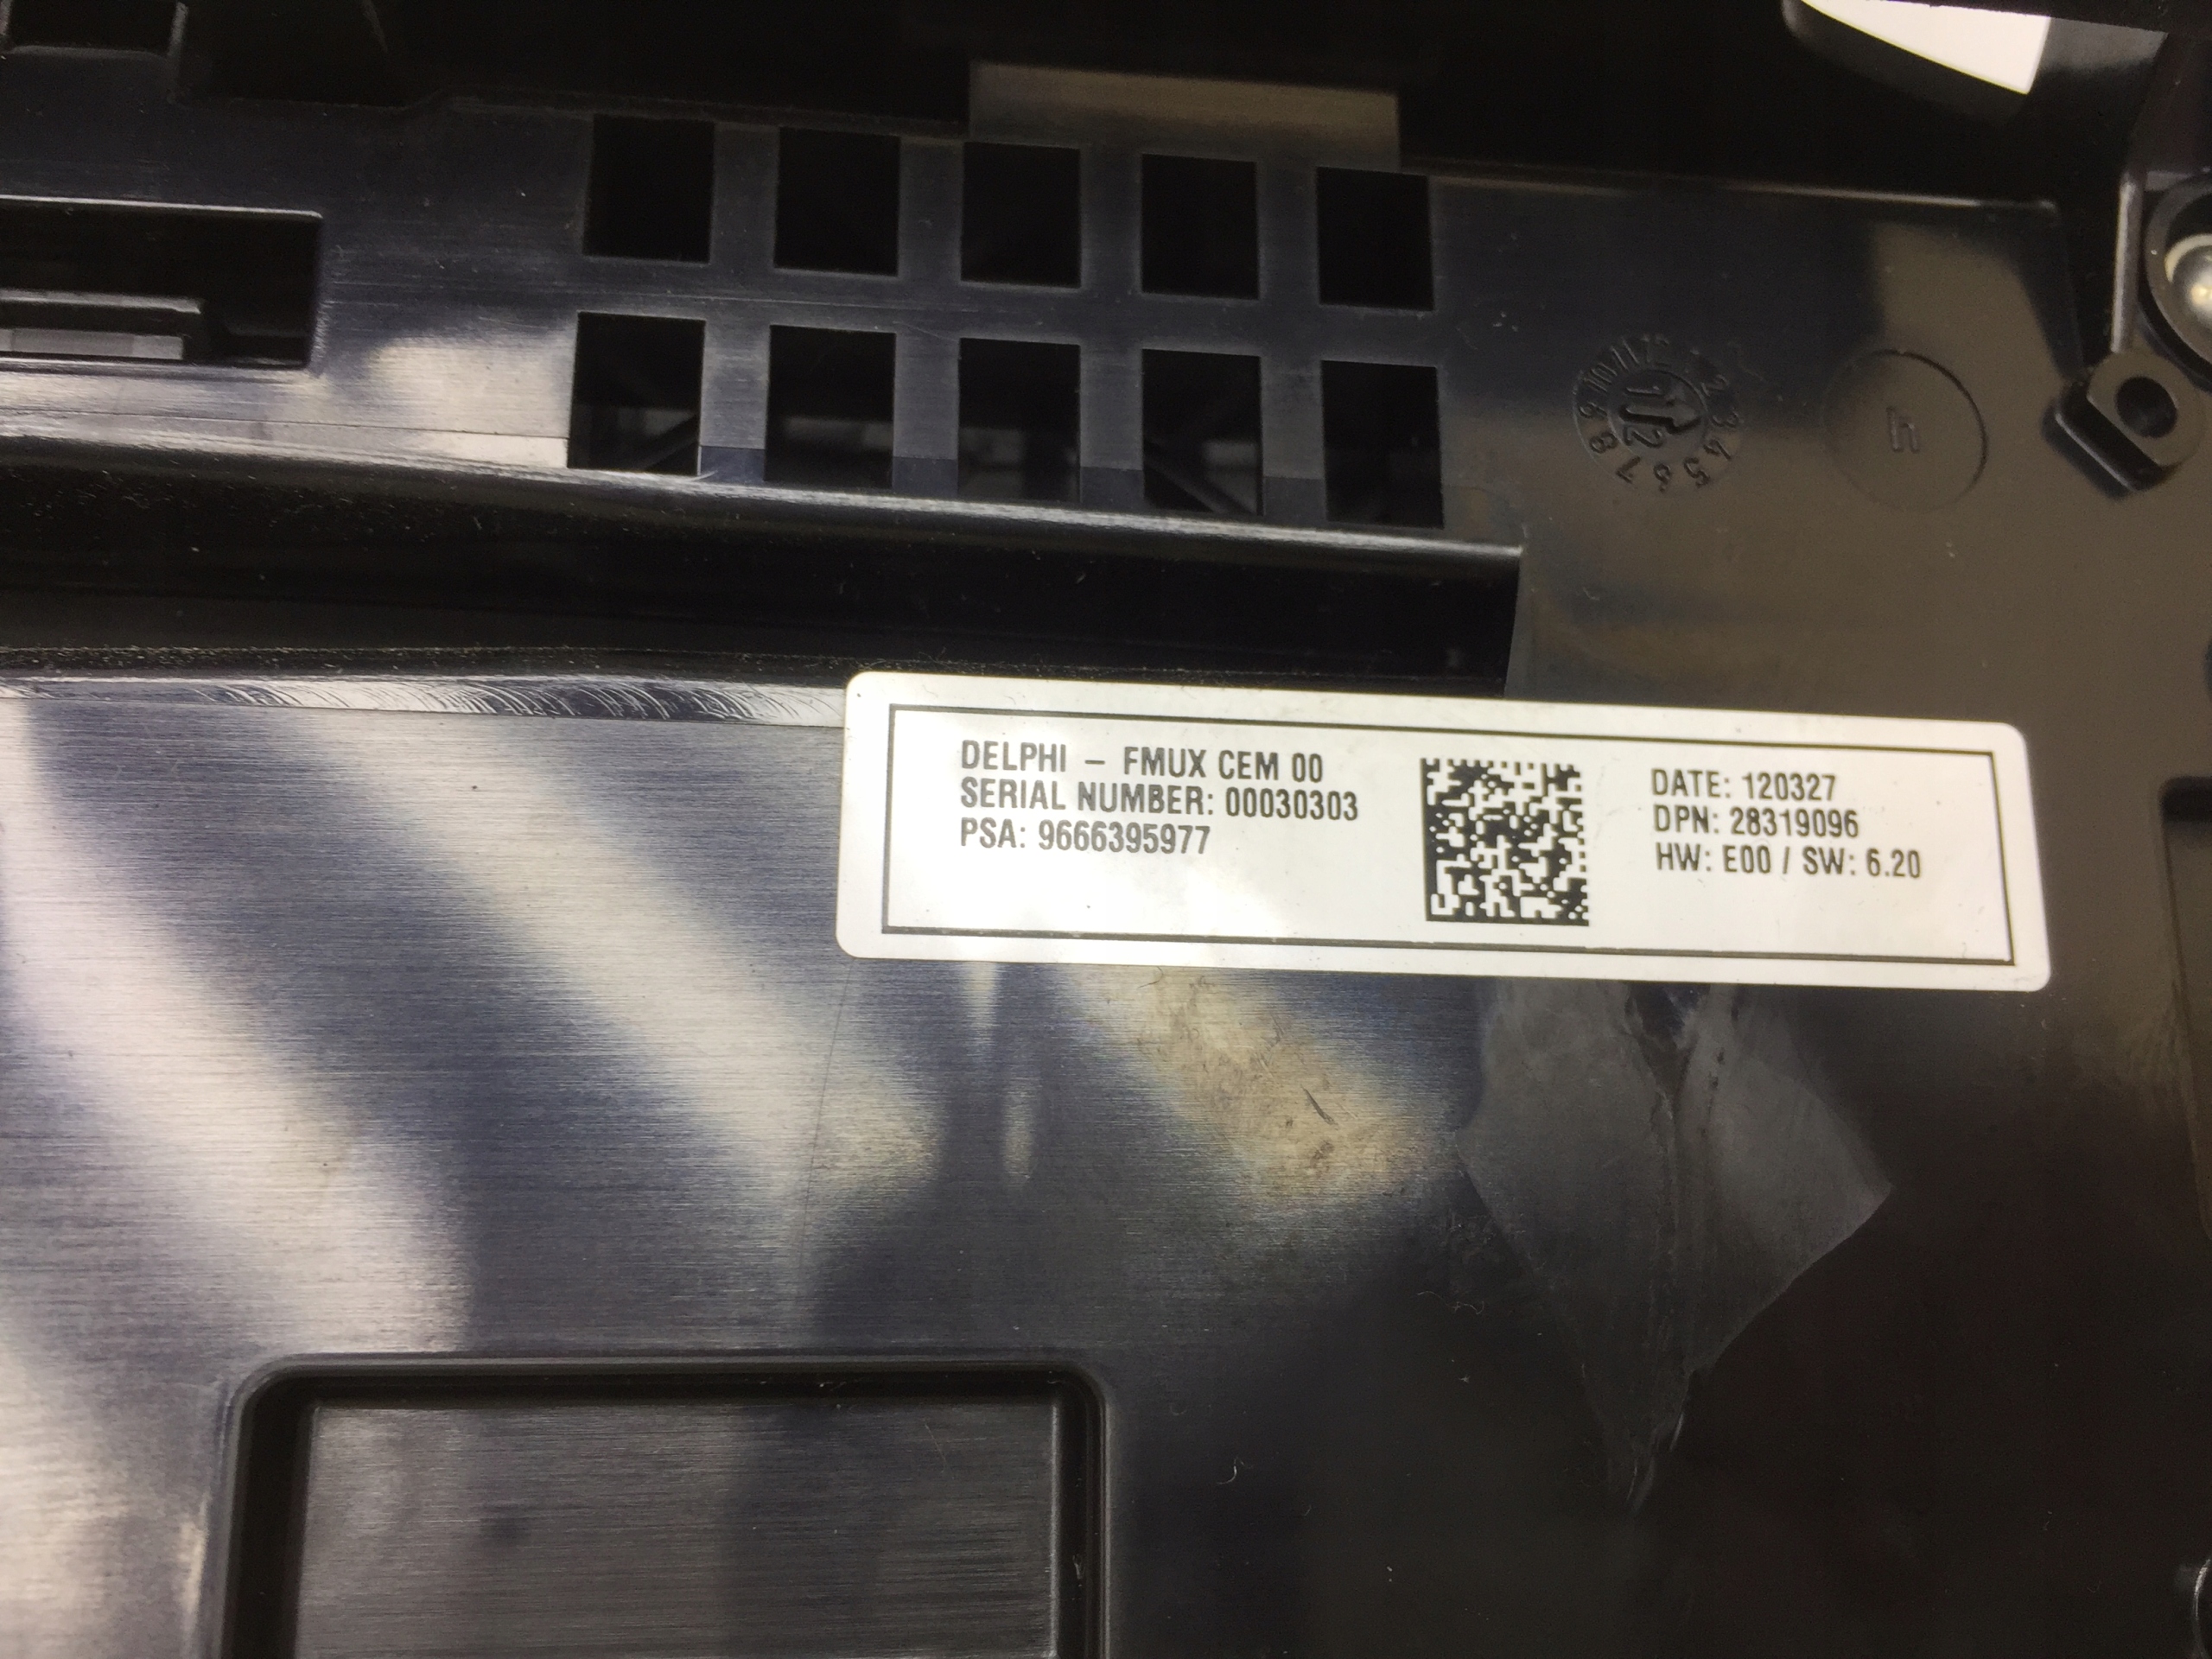 DELPHI – FMUX CEM 00
SERIAL NUMBER: 00030303
PSA: 9666395977
DATE: 120327
DPN: 28319096
HW: E00 / SW: 6.20
h